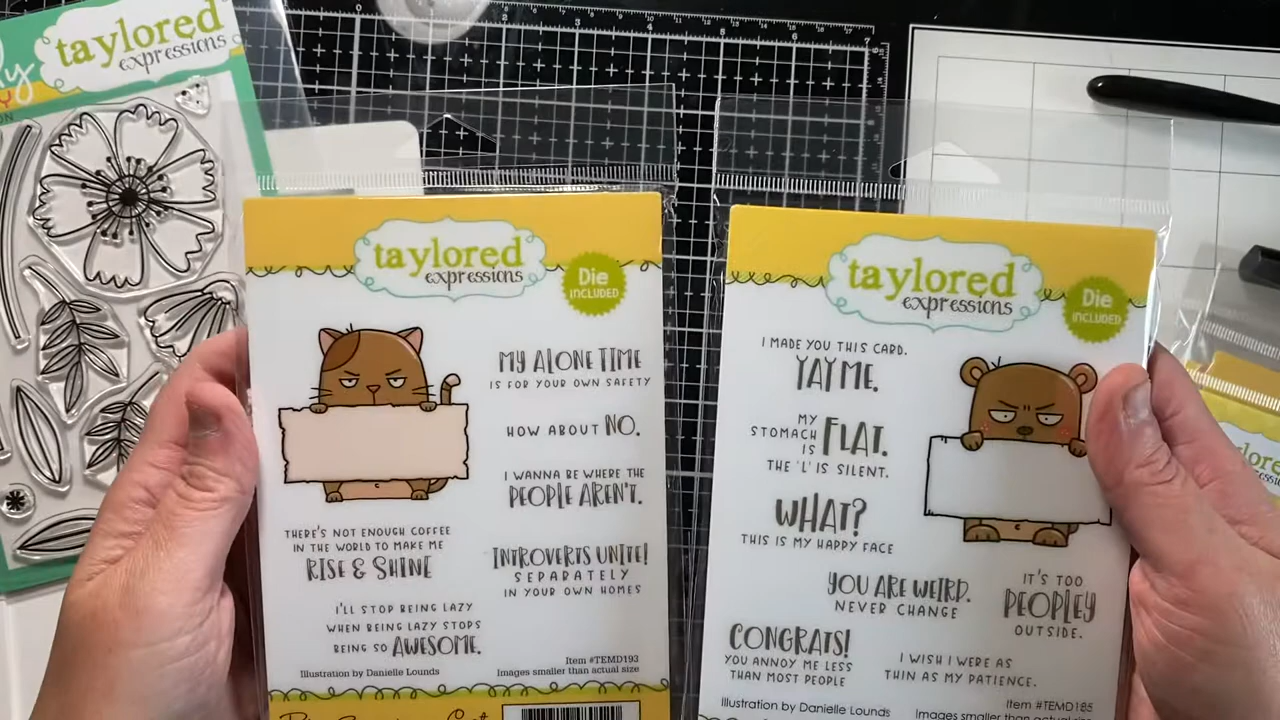 taylored
expressions
taylored
expressions
Die
INCLUDED
MY ALONE TIME
IS FOR YOUR OWN SAFETY
HOW ABOUT NO.
I WANNA BE WHERE THE
PEOPLE AREN'T.
THERE'S NOT ENOUGH COFFEE
IN THE WORLD TO MAKE ME
RISE & SHINE
INTROVERTS UNITE!
SEPARATELY
IN YOUR OWN HOMES
I'LL STOP BEING LAZY
WHEN BEING LAZY STOPS
BEING SO AWESOME.
Illustration by Danielle Lounds
Item #TEMD193
Images smaller than actual size
taylored
expressions
Die
INCLUDED
I MADE YOU THIS CARD.
YAY ME.
MY
STOMACH
IS FLAT.
THE 'L' IS SILENT.
WHAT?
THIS IS MY HAPPY FACE
YOU ARE WEIRD.
NEVER CHANGE
IT'S TOO
PEOPLEY
OUTSIDE.
CONGRATS!
YOU ANNOY ME LESS
THAN MOST PEOPLE
I WISH I WERE AS
THIN AS MY PATIENCE.
Illustration by Danielle Lounds
Item #TEMD185
Images smaller than actual size